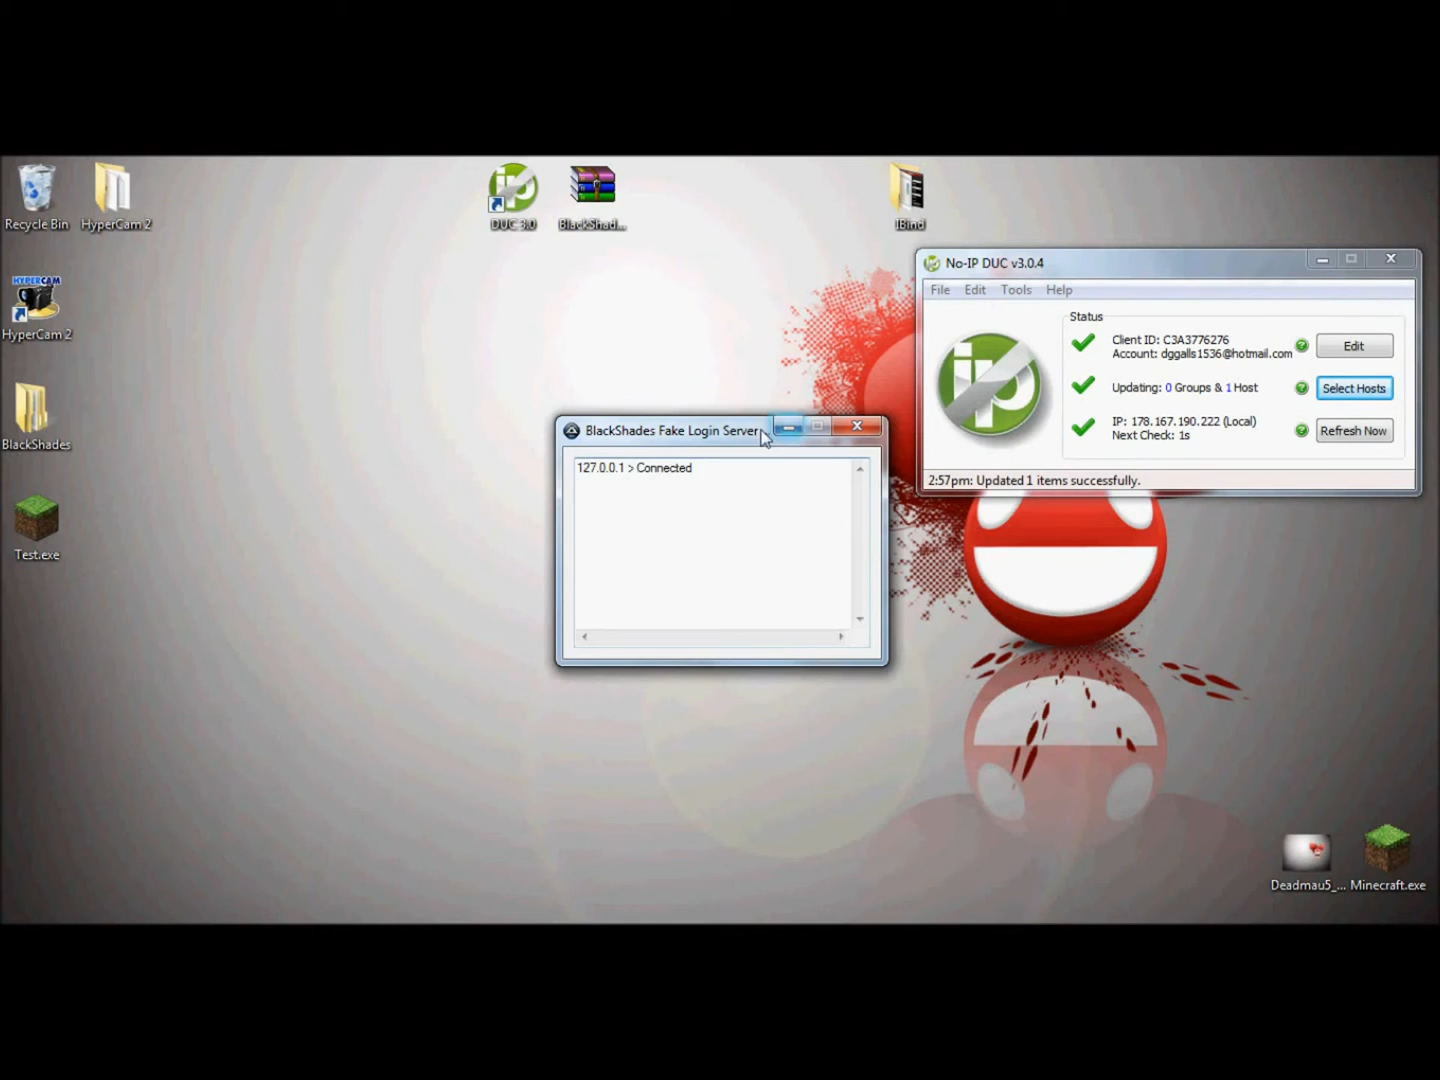 Recycle Bin
HyperCam 2
DUC 3.0
BlackShad...
IBind
HYPERCAM
HyperCam 2
BlackShades
Test.exe
No-IP DUC v3.0.4
File Edit Tools Help
Status
Client ID: C3A3776276
Account: dggalls1536@hotmail.com
Edit
Updating: 0 Groups & 1 Host
Select Hosts
IP: 178.167.190.222 (Local)
Next Check: 1s
Refresh Now
2:57pm: Updated 1 items successfully.
ip
BlackShades Fake Login Server
127.0.0.1 > Connected
Deadmau5_...
Minecraft.exe